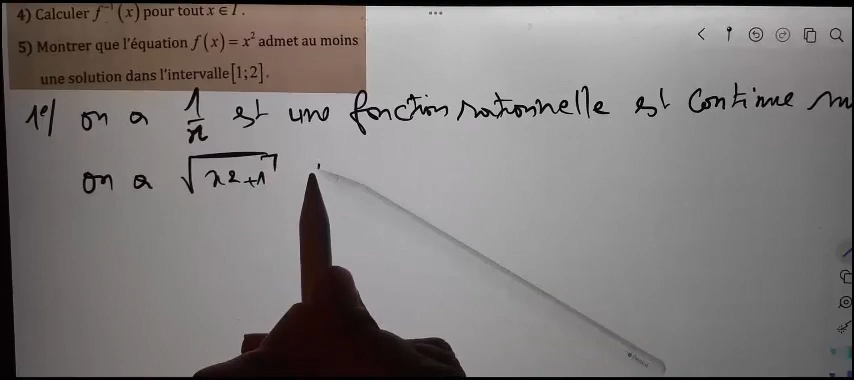 4) Calculer f⁻¹(x) pour tout x ∈ I.
5) Montrer que l'équation f(x) = x² admet au moins
une solution dans l'intervalle [1;2].
1°/ on a 1/x est une fonction rationnelle est continue
on a √x²+1